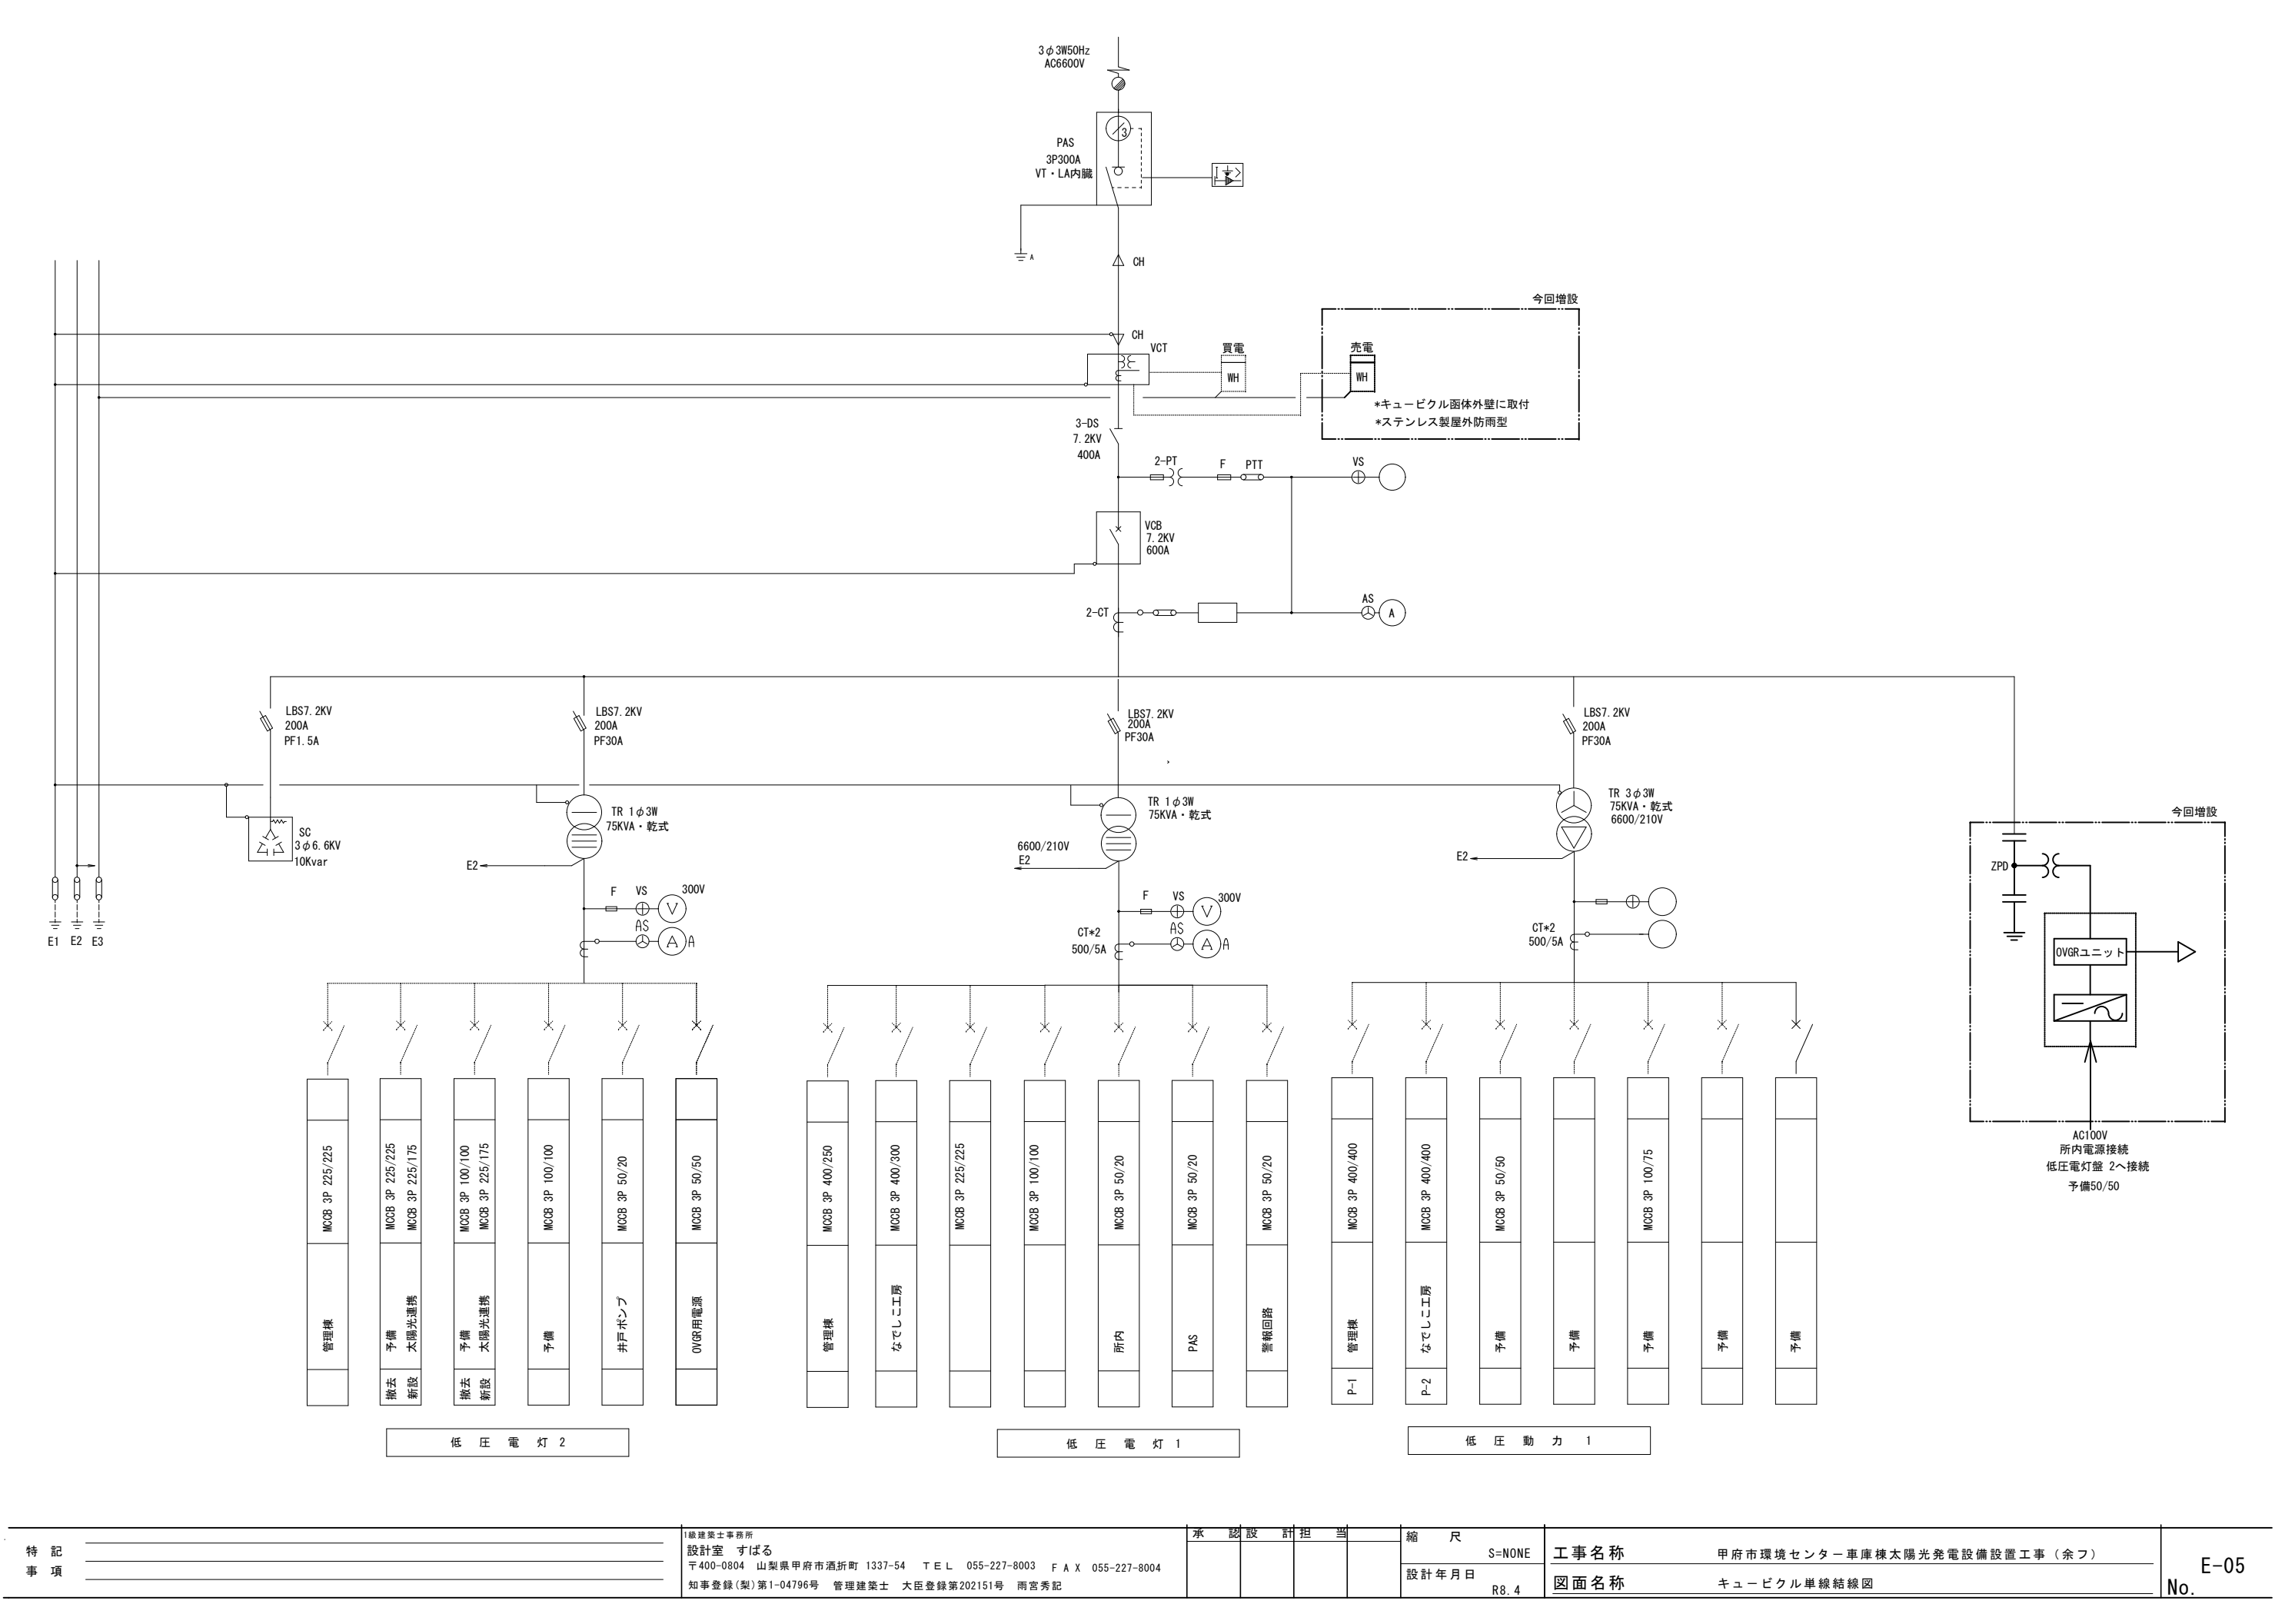 3φ3W50Hz
AC6600V
PAS
3P300A
VT・LA内臓
3
A
CH
CH
VCT
買電
WH
今回増設
売電
WH
*キュービクル函体外壁に取付
*ステンレス製屋外防雨型
3-DS
7.2KV
400A
2-PT
F
PTT
VS
VCB
7.2KV
600A
2-CT
AS
A
LBS7.2KV
200A
PF1.5A
LBS7.2KV
200A
PF30A
LBS7.2KV
200A
PF30A
LBS7.2KV
200A
PF30A
SC
3φ6.6KV
10Kvar
TR 1φ3W
75KVA・乾式
E2
TR 1φ3W
75KVA・乾式
6600/210V
E2
TR 3φ3W
75KVA・乾式
6600/210V
E2
E1 E2 E3
F VS V 300V
AS A A
F VS V 300V
CT*2
500/5A
AS A A
CT*2
500/5A
今回増設
ZPD
OVGRユニット
AC100V
所内電源接続
低圧電灯盤 2へ接続
予備50/50
MCCB 3P 225/225
管理棟
MCCB 3P 225/225
MCCB 3P 225/175
予備
太陽光連携
撤去
新設
MCCB 3P 100/100
MCCB 3P 225/175
予備
太陽光連携
撤去
新設
MCCB 3P 100/100
予備
MCCB 3P 50/20
井戸ポンプ
MCCB 3P 50/50
OVGR用電源
低圧電灯2
MCCB 3P 400/250
管理棟
MCCB 3P 400/300
なでしこ工房
MCCB 3P 225/225
MCCB 3P 100/100
MCCB 3P 50/20
所内
MCCB 3P 50/20
PAS
MCCB 3P 50/20
警報回路
低圧電灯1
MCCB 3P 400/400
管理棟
P-1
MCCB 3P 400/400
なでしこ工房
P-2
MCCB 3P 50/50
予備
予備
MCCB 3P 100/75
予備
予備
予備
低圧動力1
特記
事項
1級建築士事務所
設計室 すばる
〒400-0804 山梨県甲府市酒折町 1337-54 TEL 055-227-8003 FAX 055-227-8004
知事登録(梨)第1-04796号 管理建築士 大臣登録第202151号 雨宮秀記
承認 設計 担当
縮尺
S=NONE
設計年月日
R8.4
工事名称 甲府市環境センター車庫棟太陽光発電設備設置工事（余フ）
図面名称 キュービクル単線結線図
E-05
No.